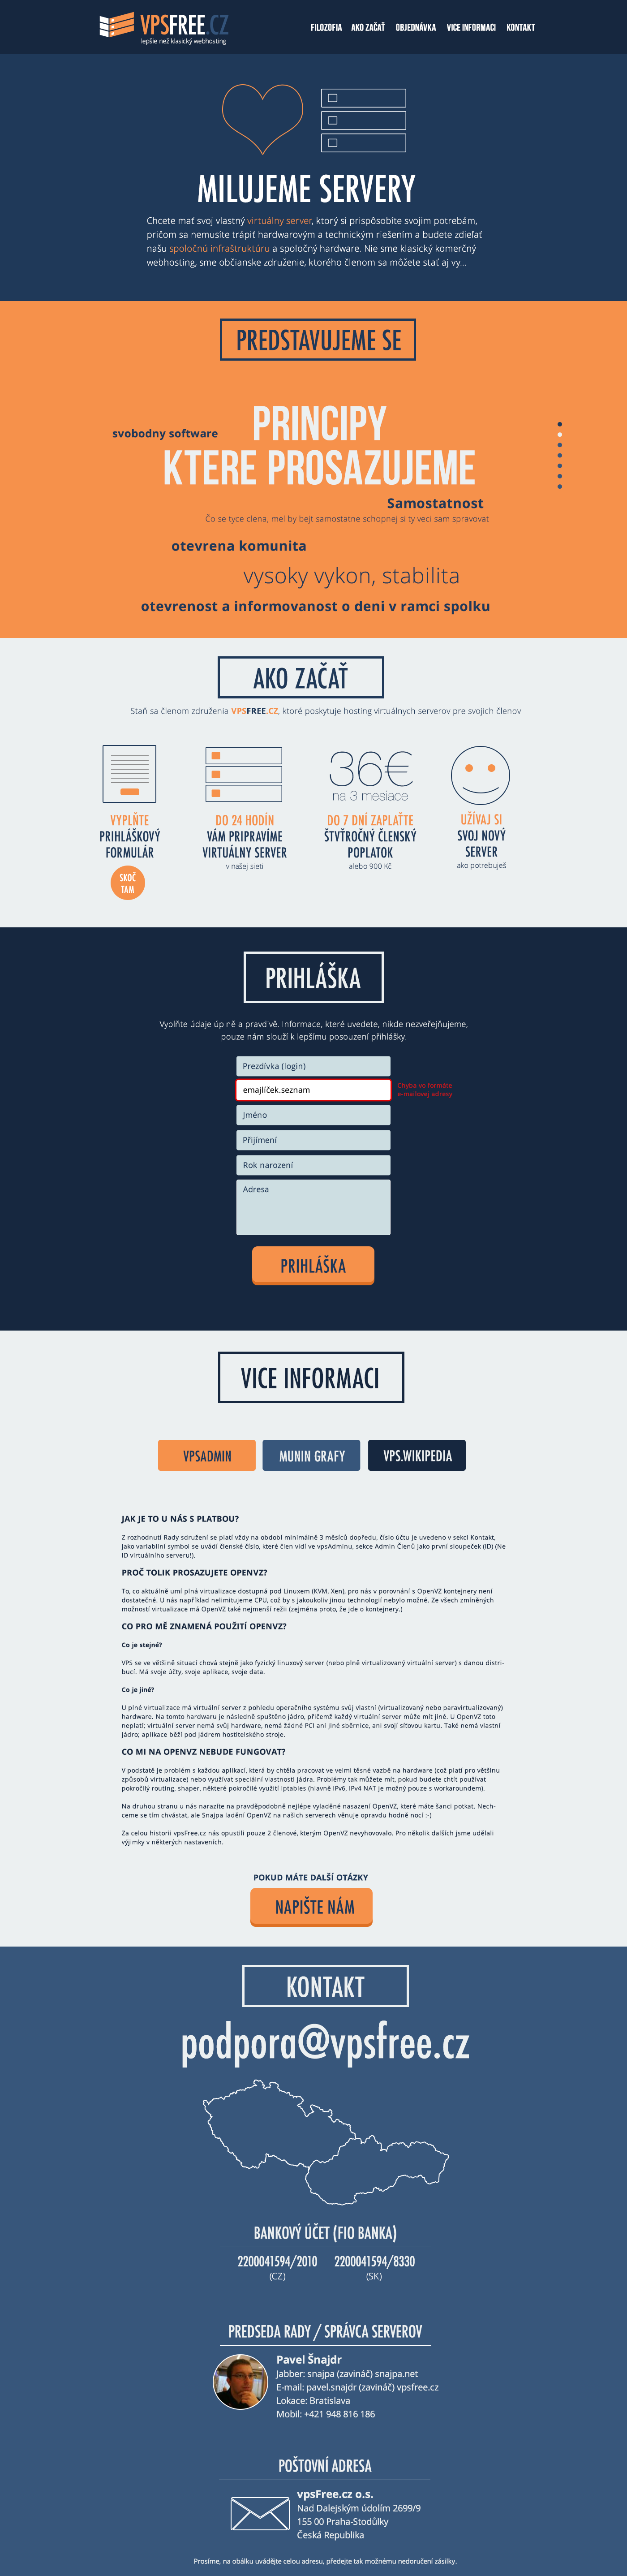 VPSFREE.CZ
lepšie než klasický webhosting
FILOZOFIA AKO ZAČAŤ OBJEDNÁVKA VICE INFORMACI KONTAKT
MILUJEME SERVERY
Chcete mať svoj vlastný virtuálny server, ktorý si prispôsobíte svojim potrebám,
pričom sa nemusíte trápiť hardwarovým a technickým riešením a budete zdieľať
našu spoločnú infraštruktúru a spoločný hardware. Nie sme klasický komerčný
webhosting, sme občianske združenie, ktorého členom sa môžete stať aj vy...
PREDSTAVUJEME SE
PRINCIPY
svobodny software
KTERE PROSAZUJEME
Samostatnost
Čo se tyce clena, mel by bejt samostatne schopnej si ty veci sam spravovat
otevrena komunita
vysoky vykon, stabilita
otevrenost a informovanost o deni v ramci spolku
AKO ZAČAŤ
Staň sa členom združenia VPSFREE.CZ, ktoré poskytuje hosting virtuálnych serverov pre svojich členov
VYPLŇTE
PRIHLÁŠKOVÝ
FORMULÁR
SKOČ
TAM
DO 24 HODÍN
VÁM PRIPRAVÍME
VIRTUÁLNY SERVER
v našej sieti
36€
na 3 mesiace
DO 7 DNÍ ZAPLAŤTE
ŠTVŤROČNÝ ČLENSKÝ
POPLATOK
alebo 900 Kč
UŽÍVAJ SI
SVOJ NOVÝ
SERVER
ako potrebuješ
PRIHLÁŠKA
Vyplňte údaje úplně a pravdivě. Informace, které uvedete, nikde nezveřejňujeme,
pouze nám slouží k lepšímu posouzení přihlášky.
Prezdívka (login)
emajlíček.seznam
Chyba vo formáte
e-mailovej adresy
Jméno
Přijímení
Rok narození
Adresa
PRIHLÁŠKA
VICE INFORMACI
VPSADMIN MUNIN GRAFY VPS.WIKIPEDIA
JAK JE TO U NÁS S PLATBOU?
Z rozhodnutí Rady sdružení se platí vždy na období minimálně 3 měsíců dopředu, číslo účtu je uvedeno v sekci Kontakt,
jako variabilní symbol se uvádí členské číslo, které člen vidí ve vpsAdminu, sekce Admin Členů jako první sloupeček (ID) (Ne
ID virtuálního serveru!).
PROČ TOLIK PROSAZUJETE OPENVZ?
To, co aktuálně umí plná virtualizace dostupná pod Linuxem (KVM, Xen), pro nás v porovnání s OpenVZ kontejnery není
dostatečné. U nás například nelimitujeme CPU, což by s jakoukoliv jinou technologií nebylo možné. Ze všech zmíněných
možností virtualizace má OpenVZ také nejmenší režii (zejména proto, že jde o kontejnery.)
CO PRO MĚ ZNAMENÁ POUŽITÍ OPENVZ?
Co je stejné?
VPS se ve většině situací chová stejně jako fyzický linuxový server (nebo plně virtualizovaný virtuální server) s danou distri-
bucí. Má svoje účty, svoje aplikace, svoje data.
Co je jiné?
U plné virtualizace má virtuální server z pohledu operačního systému svůj vlastní (virtualizovaný nebo paravirtualizovaný)
hardware. Na tomto hardwaru je následně spuštěno jádro, přičemž každý virtuální server může mít jiné. U OpenVZ toto
neplatí; virtuální server nemá svůj hardware, nemá žádné PCI ani jiné sběrnice, ani svojí síťovou kartu. Také nemá vlastní
jádro; aplikace běží pod jádrem hostitelského stroje.
CO MI NA OPENVZ NEBUDE FUNGOVAT?
V podstatě je problém s každou aplikací, která by chtěla pracovat ve velmi těsné vazbě na hardware (což platí pro většinu
způsobů virtualizace) nebo využívat speciální vlastnosti jádra. Problémy tak můžete mít, pokud budete chtít používat
pokročilý routing, shaper, některé pokročilé využití iptables (hlavně IPv6, IPv4 NAT je možný pouze s workaroundem).
Na druhou stranu u nás narazíte na pravděpodobně nejlépe vyladěné nasazení OpenVZ, které máte šanci potkat. Nech-
ceme se tím chvástat, ale Snajpa ladění OpenVZ na našich serverech věnuje opravdu hodně nocí :-)
Za celou historii vpsFree.cz nás opustili pouze 2 členové, kterým OpenVZ nevyhovovalo. Pro několik dalších jsme udělali
výjimky v některých nastaveních.
POKUD MÁTE DALŠÍ OTÁZKY
NAPIŠTE NÁM
KONTAKT
podpora@vpsfree.cz
BANKOVÝ ÚČET (FIO BANKA)
2200041594/2010 2200041594/8330
(CZ) (SK)
PREDSEDA RADY / SPRÁVCA SERVEROV
Pavel Šnajdr
Jabber: snajpa (zavináč) snajpa.net
E-mail: pavel.snajdr (zavináč) vpsfree.cz
Lokace: Bratislava
Mobil: +421 948 816 186
POŠTOVNÍ ADRESA
vpsFree.cz o.s.
Nad Dalejským údolím 2699/9
155 00 Praha-Stodůlky
Česká Republika
Prosíme, na obálku uvádějte celou adresu, předejte tak možnému nedoručení zásilky.